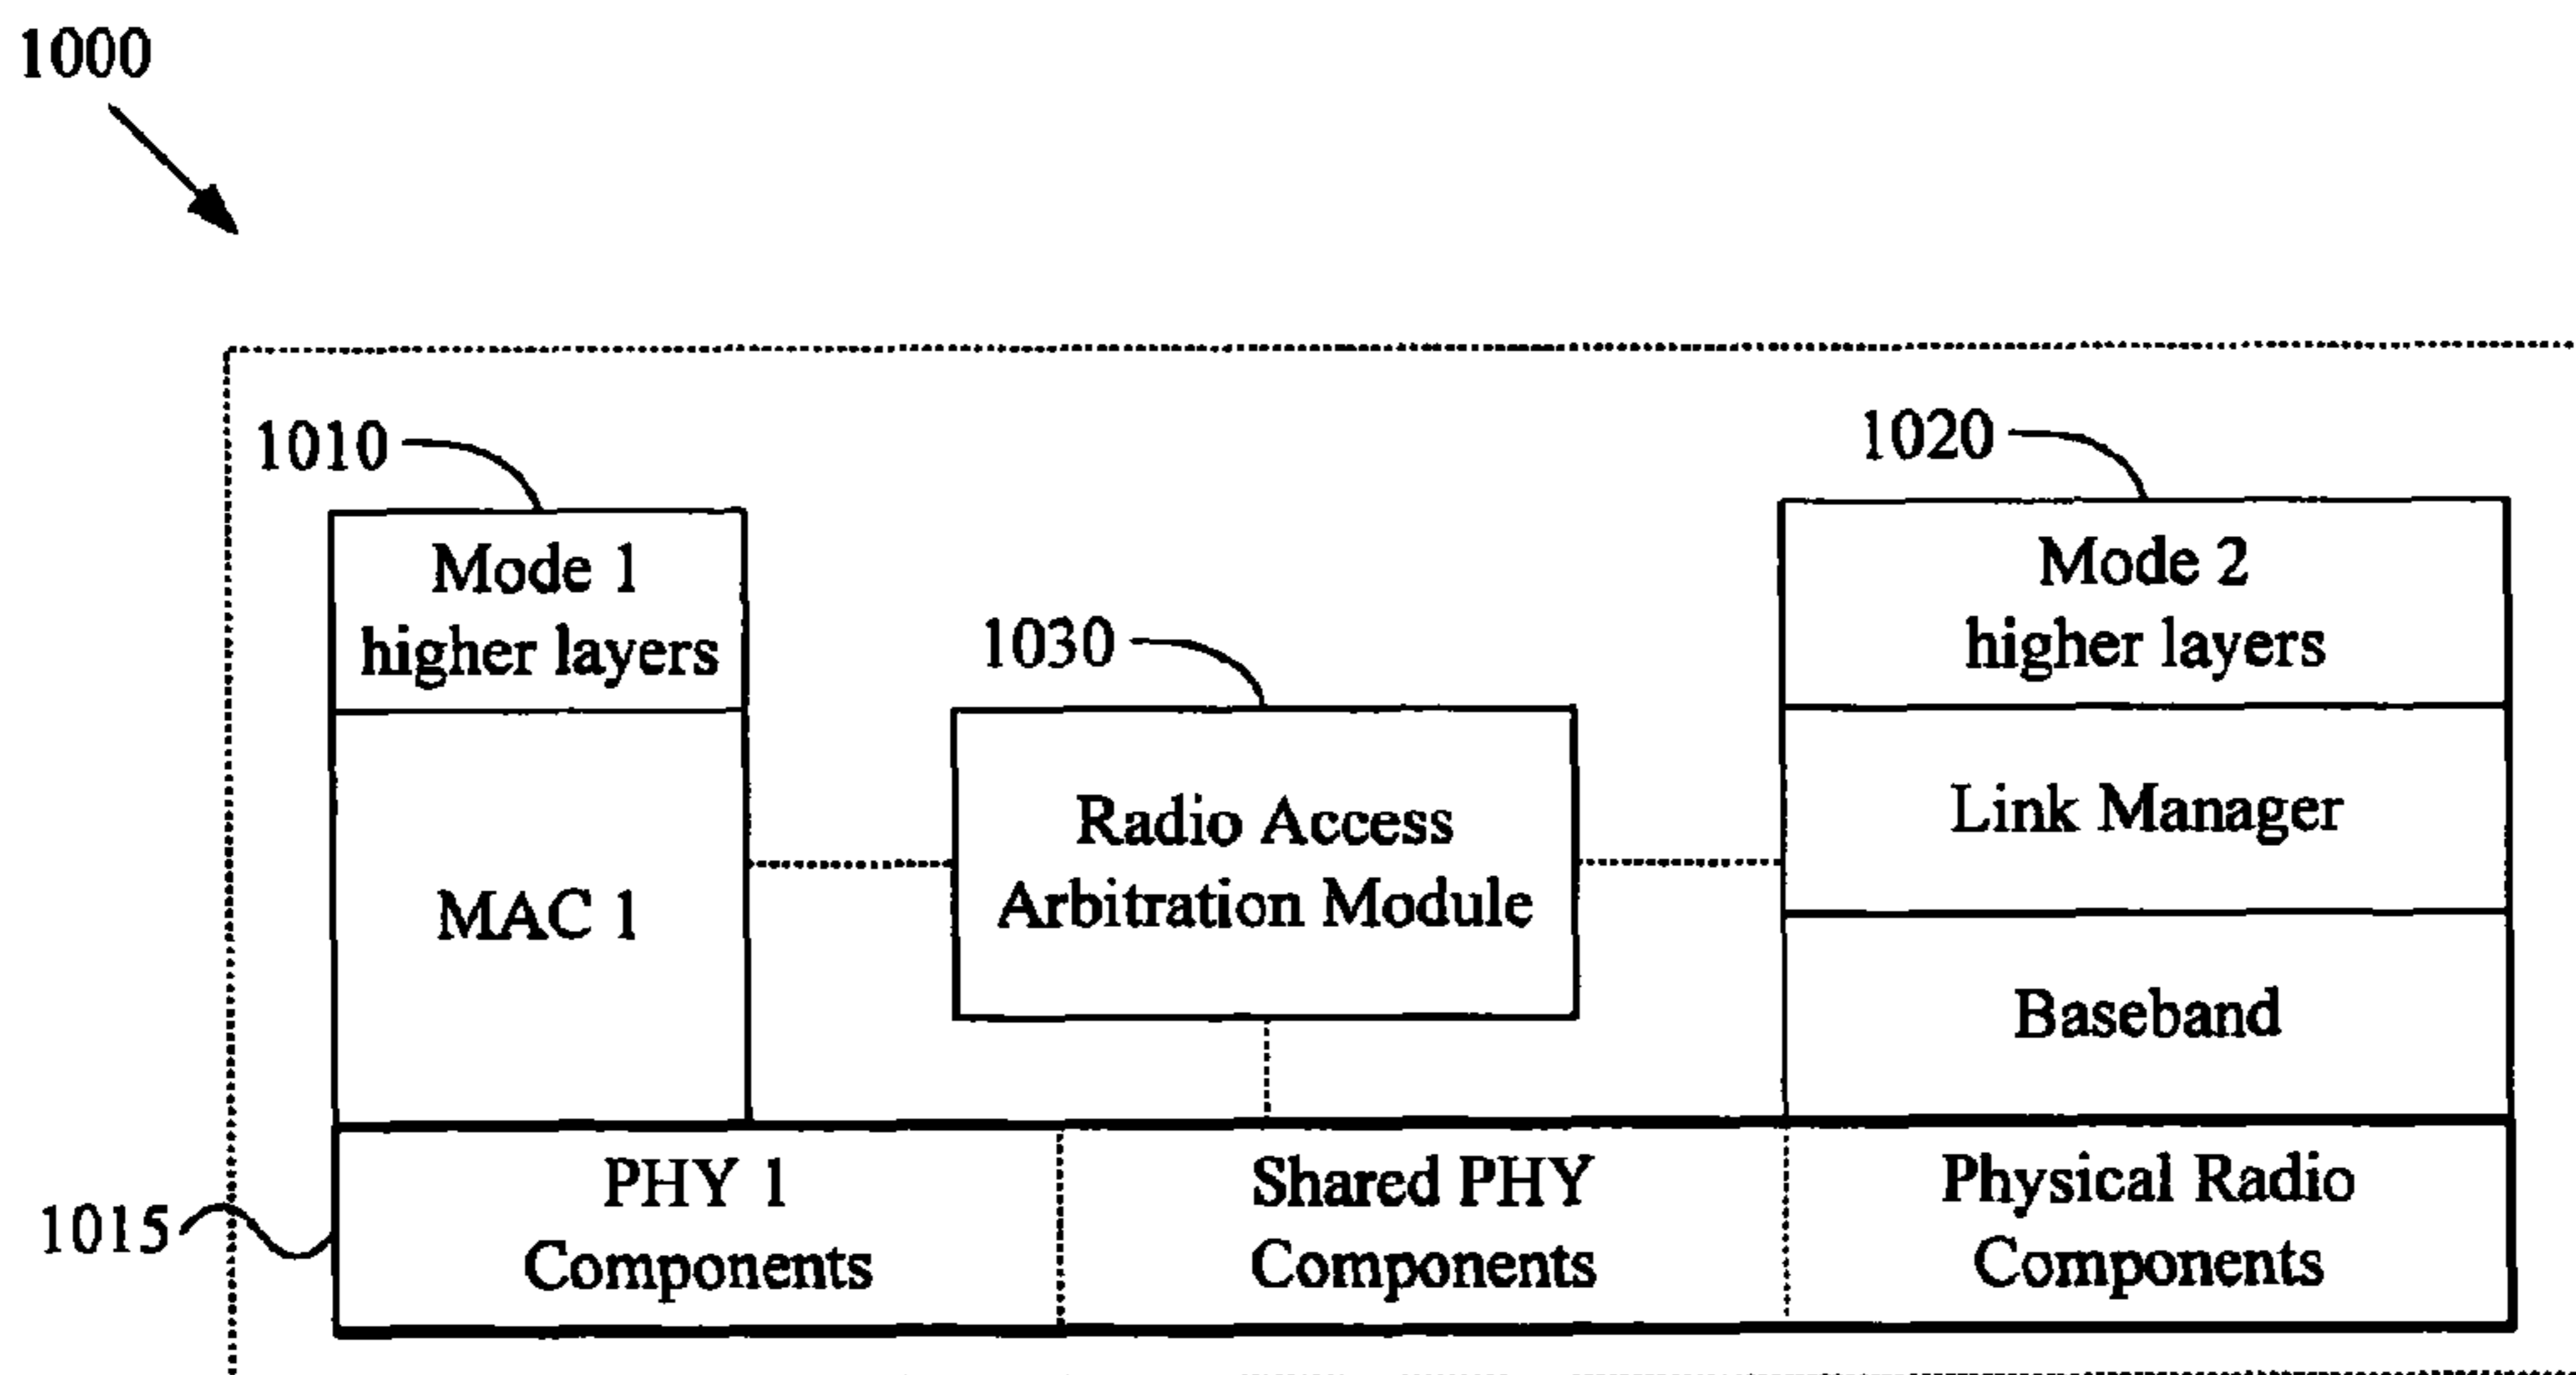 1000
1010
1020
Mode 1
higher layers
1030
Mode 2
higher layers
MAC 1
Radio Access
Arbitration Module
Link Manager
Baseband
1015
PHY 1
Components
Shared PHY
Components
Physical Radio
Components